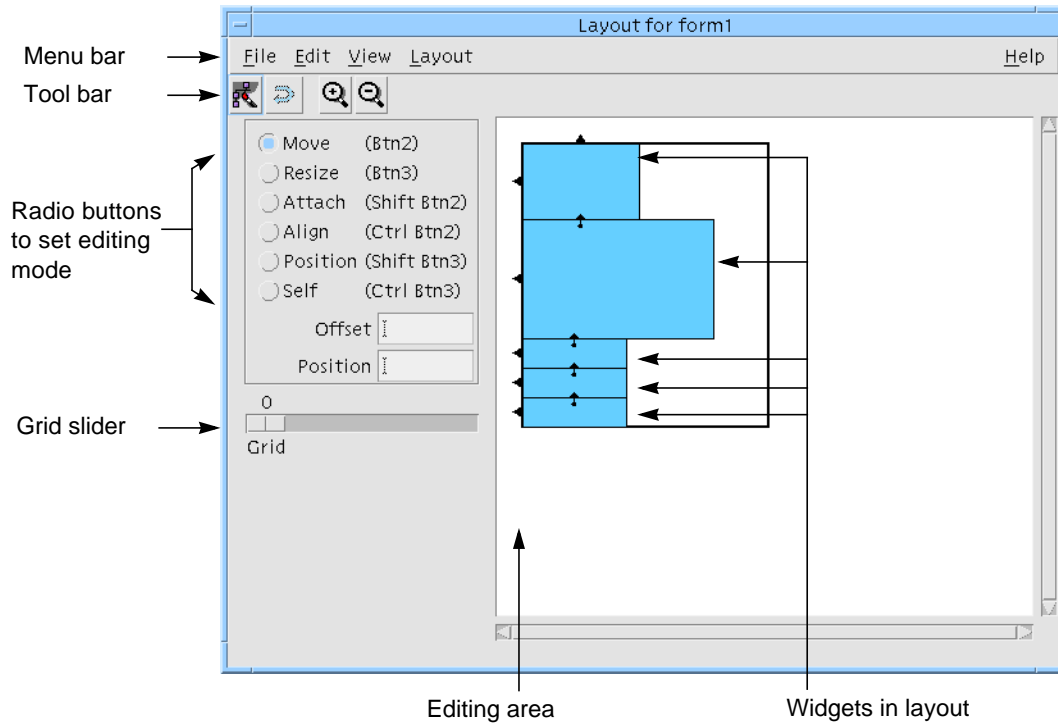 Layout for form1
Menu bar
File Edit View Layout Help
Tool bar
Move (Btn2)
Resize (Btn3)
Attach (Shift Btn2)
Align (Ctrl Btn2)
Position (Shift Btn3)
Self (Ctrl Btn3)
Radio buttons
to set editing
mode
Offset
Position
0
Grid slider
Grid
Editing area
Widgets in layout